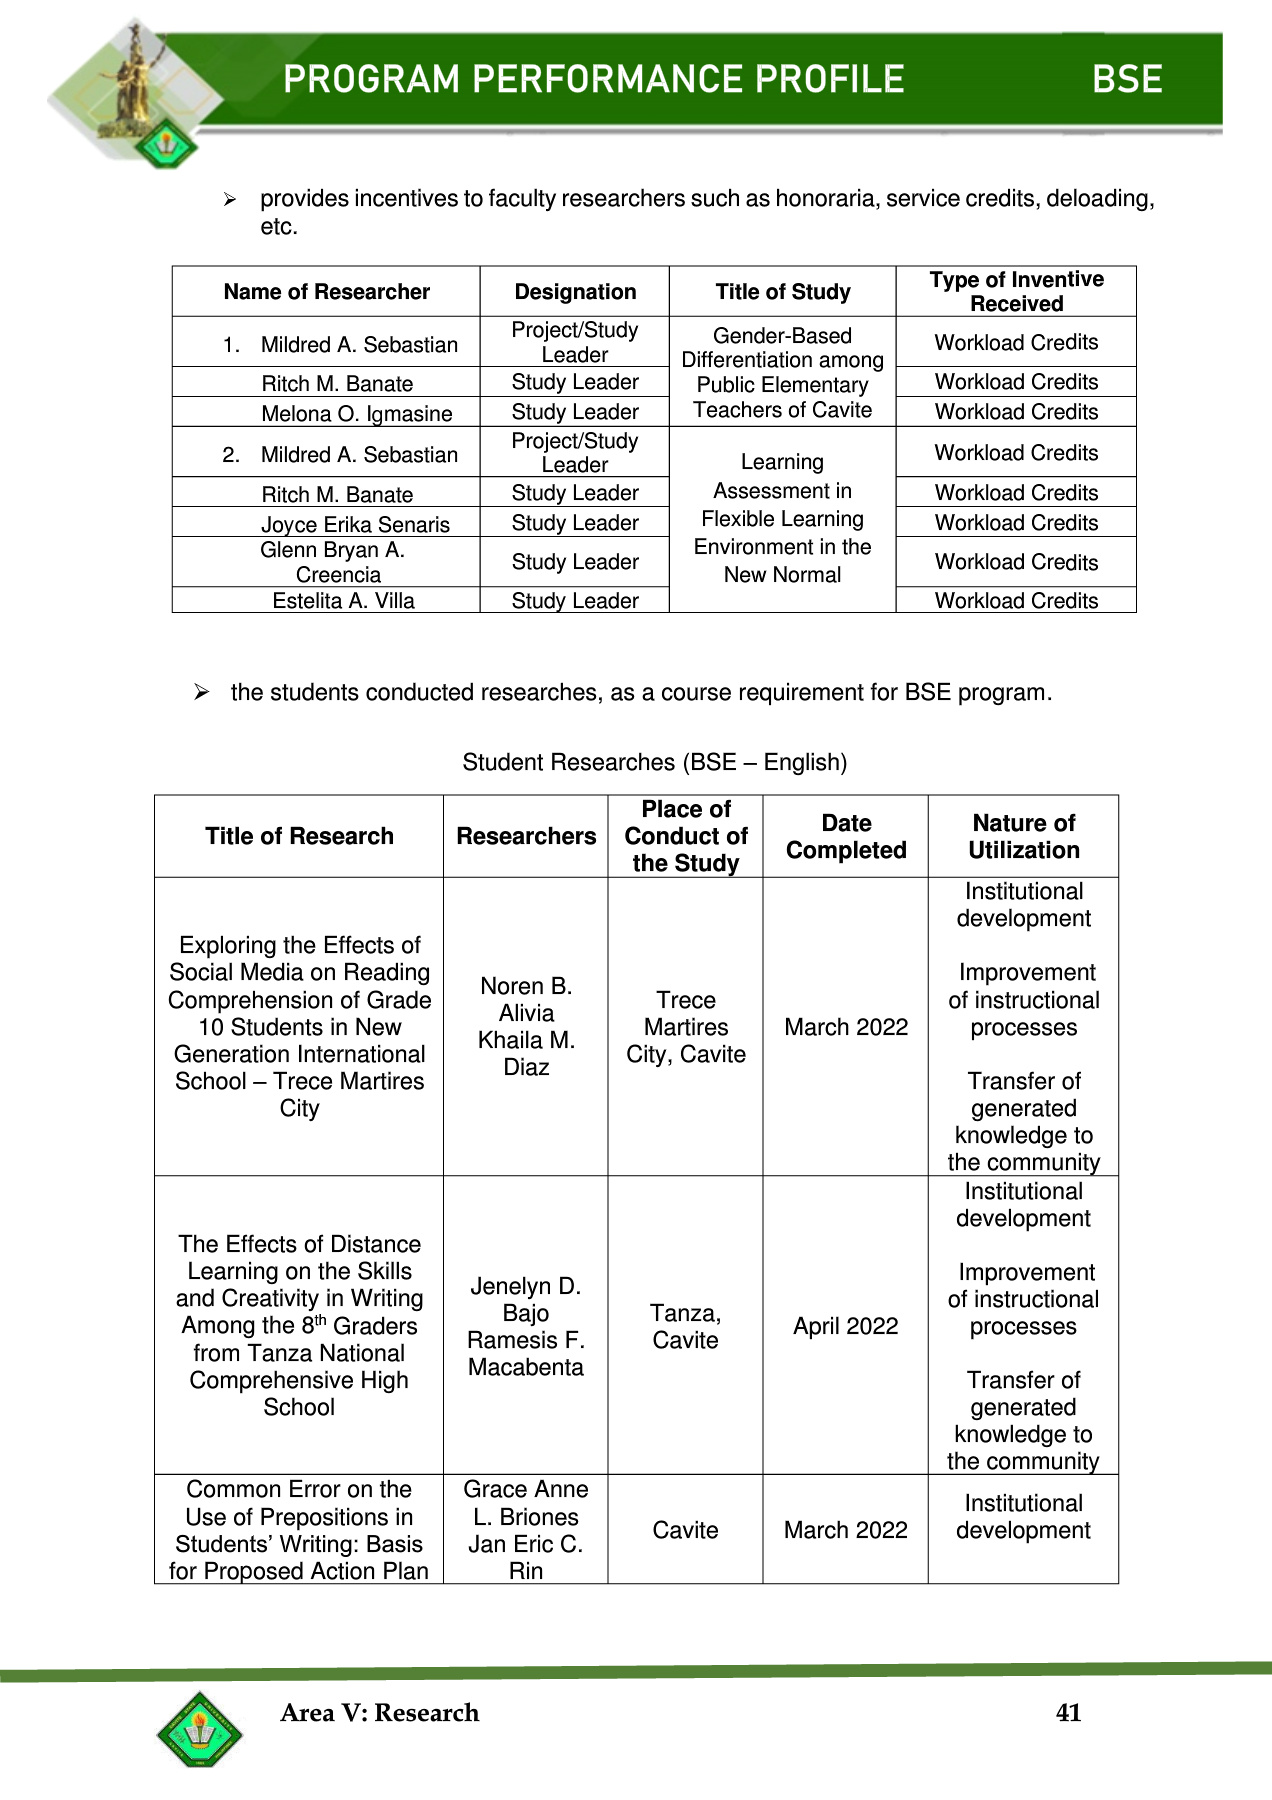 PROGRAM PERFORMANCE PROFILE BSE
➢ provides incentives to faculty researchers such as honoraria, service credits, deloading,
etc.
Name of Researcher Designation Title of Study Type of Inventive
Received
1. Mildred A. Sebastian Project/Study
Leader Workload Credits
Ritch M. Banate Study Leader Workload Credits
Melona O. Igmasine Study Leader Workload Credits
Gender-Based
Differentiation among
Public Elementary
Teachers of Cavite
2. Mildred A. Sebastian Project/Study
Leader Workload Credits
Ritch M. Banate Study Leader Workload Credits
Joyce Erika Senaris Study Leader Workload Credits
Glenn Bryan A.
Creencia Study Leader Workload Credits
Estelita A. Villa Study Leader Workload Credits
Learning
Assessment in
Flexible Learning
Environment in the
New Normal
➢ the students conducted researches, as a course requirement for BSE program.
Student Researches (BSE – English)
Title of Research
Researchers
Place of
Conduct of
the Study
Date
Completed
Nature of
Utilization
Exploring the Effects of
Social Media on Reading
Comprehension of Grade
10 Students in New
Generation International
School – Trece Martires
City
Noren B.
Alivia
Khaila M.
Diaz
Trece
Martires
City, Cavite
March 2022
Institutional
development
Improvement
of instructional
processes
Transfer of
generated
knowledge to
the community
The Effects of Distance
Learning on the Skills
and Creativity in Writing
Among the 8th Graders
from Tanza National
Comprehensive High
School
Jenelyn D.
Bajo
Ramesis F.
Macabenta
Tanza,
Cavite
April 2022
Institutional
development
Improvement
of instructional
processes
Transfer of
generated
knowledge to
the community
Common Error on the
Use of Prepositions in
Students' Writing: Basis
for Proposed Action Plan
Grace Anne
L. Briones
Jan Eric C.
Rin
Cavite
March 2022
Institutional
development
Area V: Research 41